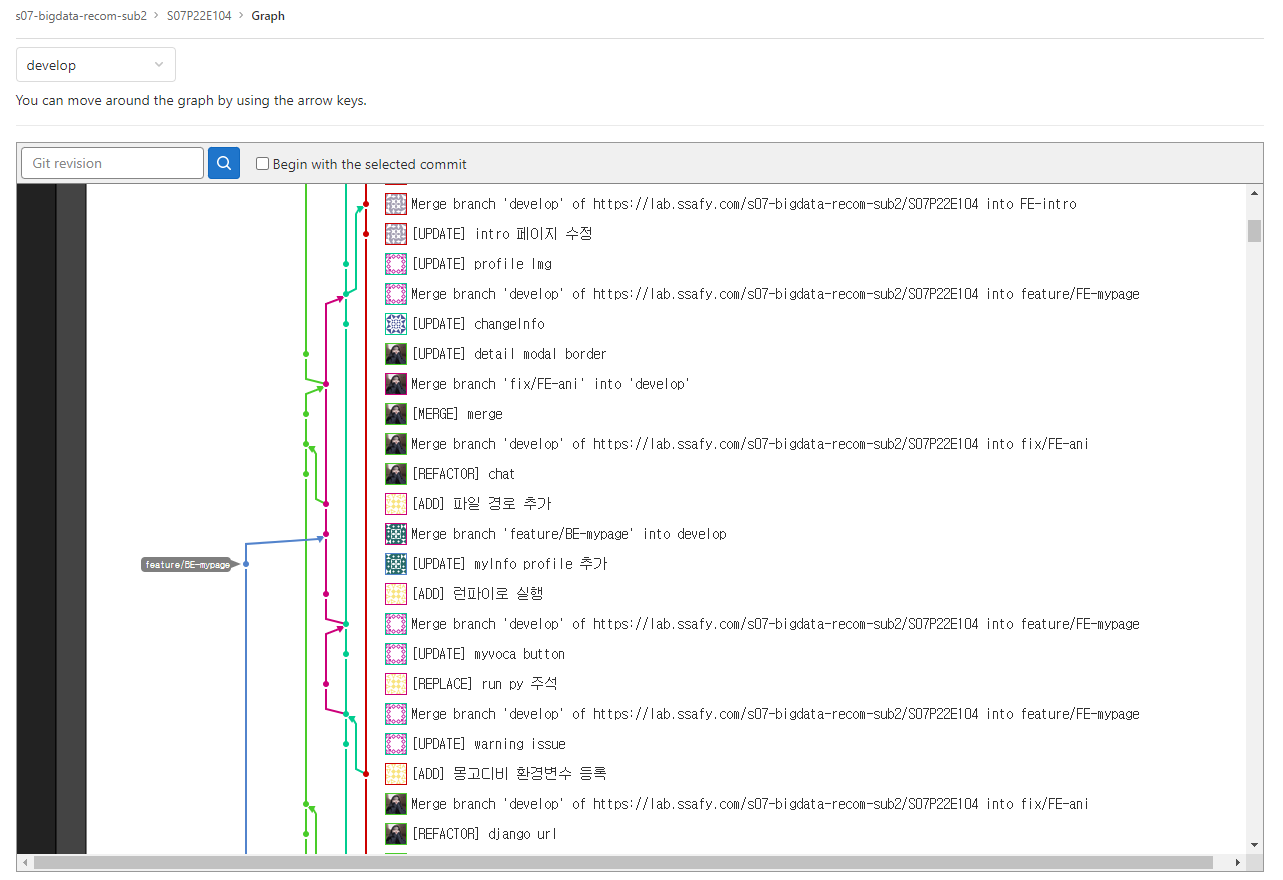 s07-bigdata-recom-sub2 > S07P22E104 > Graph
develop
You can move around the graph by using the arrow keys.
Git revision
Begin with the selected commit
Merge branch 'develop' of https://lab.ssafy.com/s07-bigdata-recom-sub2/S07P22E104 into FE-intro
[UPDATE] intro 페이지 수정
[UPDATE] profile Img
Merge branch 'develop' of https://lab.ssafy.com/s07-bigdata-recom-sub2/S07P22E104 into feature/FE-mypage
[UPDATE] changeInfo
[UPDATE] detail modal border
Merge branch 'fix/FE-ani' into 'develop'
[MERGE] merge
Merge branch 'develop' of https://lab.ssafy.com/s07-bigdata-recom-sub2/S07P22E104 into fix/FE-ani
[REFACTOR] chat
[ADD] 파일 경로 추가
Merge branch 'feature/BE-mypage' into develop
feature/BE-mypage
[UPDATE] myInfo profile 추가
[ADD] 런파이로 실행
Merge branch 'develop' of https://lab.ssafy.com/s07-bigdata-recom-sub2/S07P22E104 into feature/FE-mypage
[UPDATE] myvoca button
[REPLACE] run py 주석
Merge branch 'develop' of https://lab.ssafy.com/s07-bigdata-recom-sub2/S07P22E104 into feature/FE-mypage
[UPDATE] warning issue
[ADD] 몽고디비 환경변수 등록
Merge branch 'develop' of https://lab.ssafy.com/s07-bigdata-recom-sub2/S07P22E104 into fix/FE-ani
[REFACTOR] django url